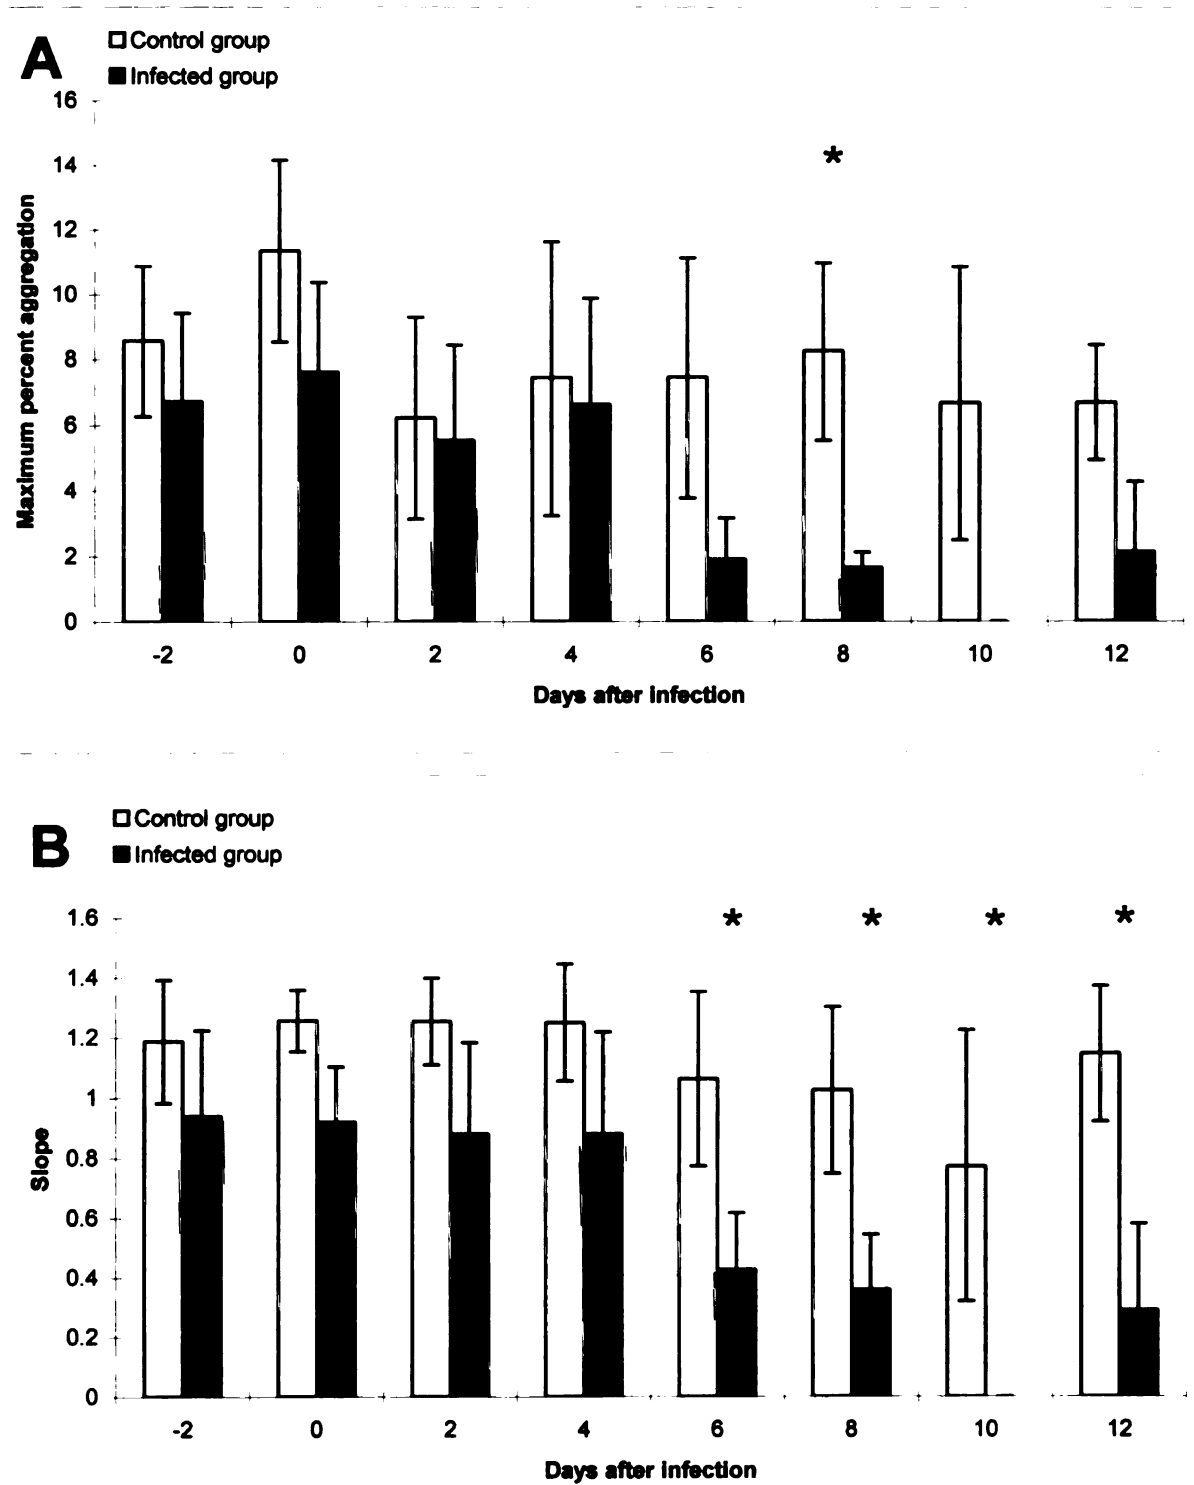 A
Control group
Infected group
16
14
12
10
8
6
4
2
0
Maximum percent aggregation
*
-2 0 2 4 6 8 10 12
Days after infection
B
Control group
Infected group
1.6
1.4
1.2
1
0.8
0.6
0.4
0.2
0
Slope
* * * *
-2 0 2 4 6 8 10 12
Days after infection